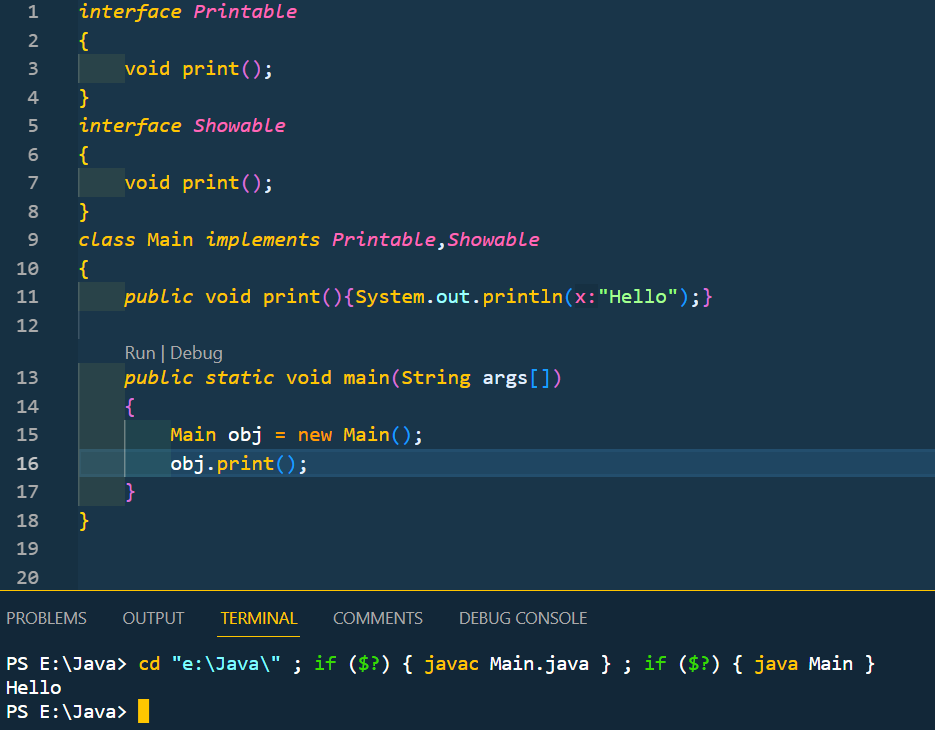 1 interface Printable
2 {
3 void print();
4 }
5 interface Showable
6 {
7 void print();
8 }
9 class Main implements Printable,Showable
10 {
11 public void print(){System.out.println(x:"Hello");}
12
Run | Debug
13 public static void main(String args[])
14 {
15 Main obj = new Main();
16 obj.print();
17 }
18 }
19
20
PROBLEMS OUTPUT TERMINAL COMMENTS DEBUG CONSOLE
PS E:\Java> cd "e:\Java\" ; if ($?) { javac Main.java } ; if ($?) { java Main }
Hello
PS E:\Java>